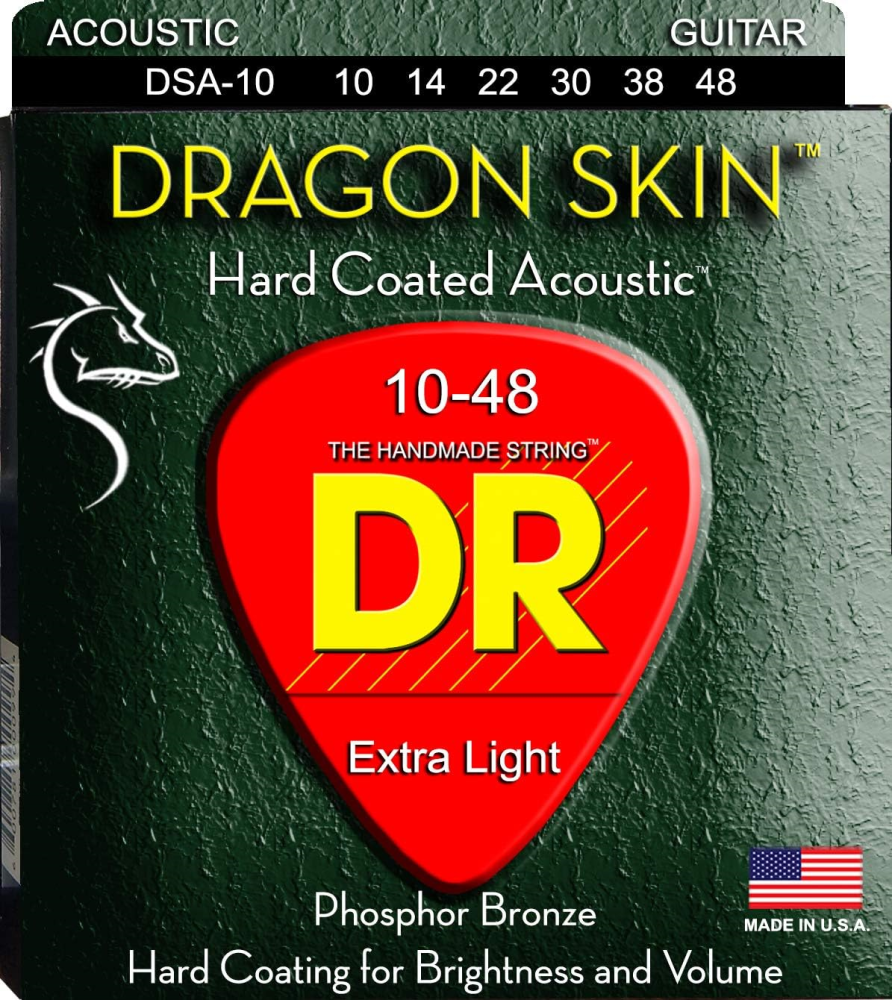 ACOUSTIC GUITAR
DSA-10 10 14 22 30 38 48
DRAGON SKIN™
Hard Coated Acoustic™
10-48
THE HANDMADE STRING™
DR
Extra Light
MADE IN U.S.A.
Phosphor Bronze
Hard Coating for Brightness and Volume